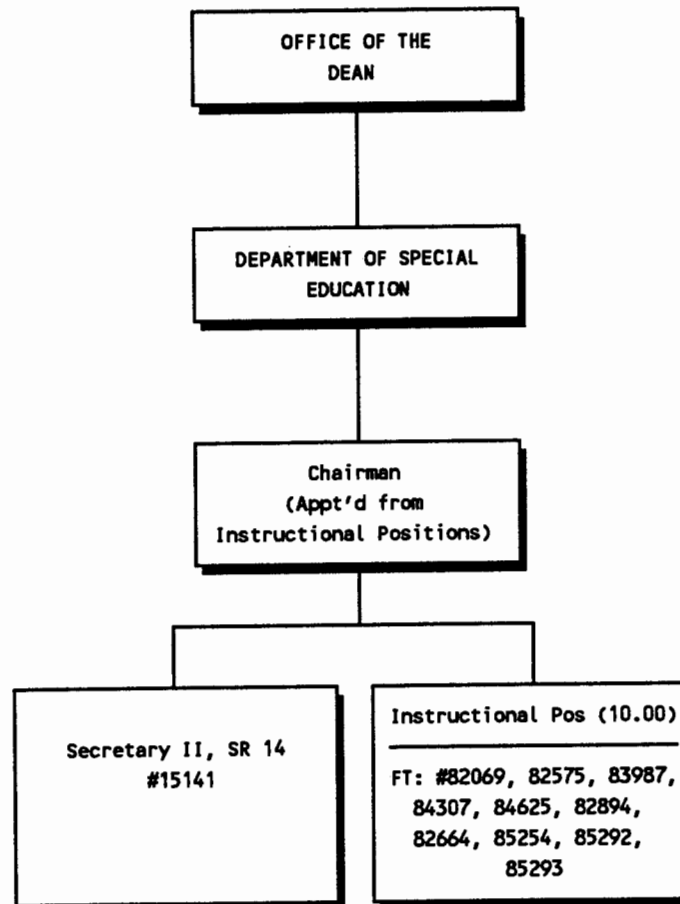 OFFICE OF THE
DEAN
DEPARTMENT OF SPECIAL
EDUCATION
Chairman
(Appt'd from
Instructional Positions)
Secretary II, SR 14
#15141
Instructional Pos (10.00)
FT: #82069, 82575, 83987,
84307, 84625, 82894,
82664, 85254, 85292,
85293